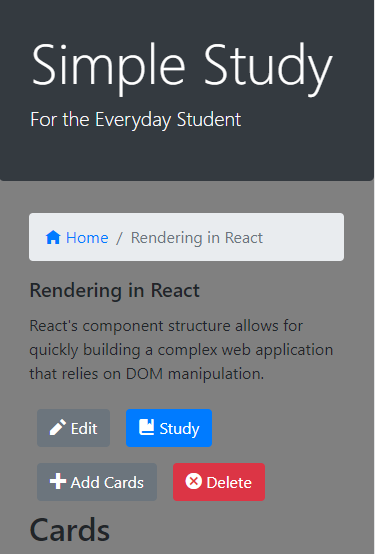 Simple Study
For the Everyday Student
Home / Rendering in React
Rendering in React
React's component structure allows for
quickly building a complex web application
that relies on DOM manipulation.
Edit Study
Add Cards Delete
Cards